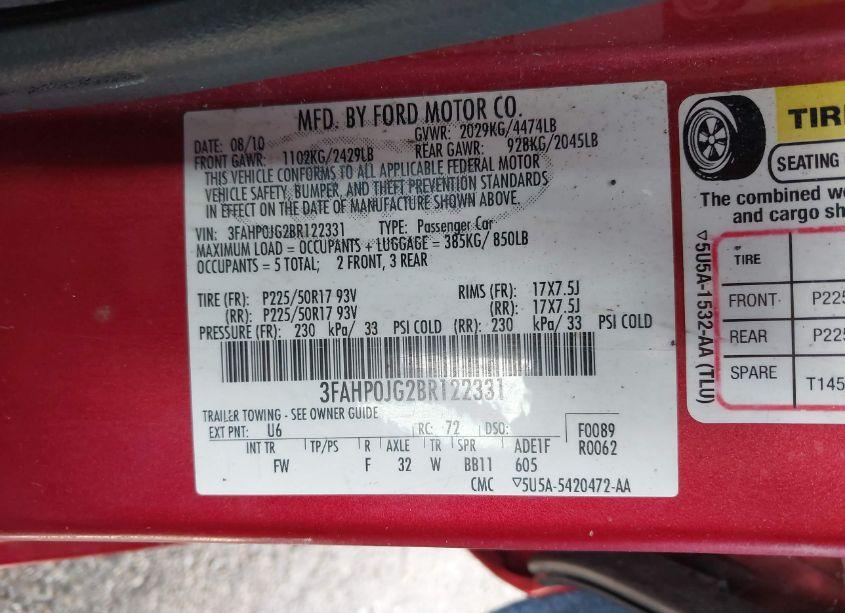 MFD. BY FORD MOTOR CO.
DATE: 08/10 GVWR: 2029KG/4474LB
FRONT GAWR: 1102KG/2429LB REAR GAWR: 928KG/2045LB
THIS VEHICLE CONFORMS TO ALL APPLICABLE FEDERAL MOTOR
VEHICLE SAFETY, BUMPER, AND THEFT PREVENTION STANDARDS
IN EFFECT ON THE DATE OF MANUFACTURE SHOWN ABOVE.
VIN: 3FAHP0JG2BR122331 TYPE: Passenger Car
MAXIMUM LOAD = OCCUPANTS + LUGGAGE = 385KG/ 850LB
OCCUPANTS = 5 TOTAL; 2 FRONT, 3 REAR
TIRE (FR): P225/50R17 93V RIMS (FR): 17X7.5J
(RR): P225/50R17 93V (RR): 17X7.5J
PRESSURE (FR): 230 kPa/ 33 PSI COLD (RR): 230 kPa/ 33 PSI COLD
3FAHP0JG2BR122331
TRAILER TOWING - SEE OWNER GUIDE
EXT PNT: U6 RC: 72 DSO: F0089
R0062
INT TR TP/PS R AXLE TR SPR ADE1F
FW F 32 W BB11 605
CMC ▽5U5A-5420472-AA
▽5U5A-1532-AA (TLU)
TIRE
SEATING
The combined
and cargo
TIRE
FRONT P225
REAR P225
SPARE T145